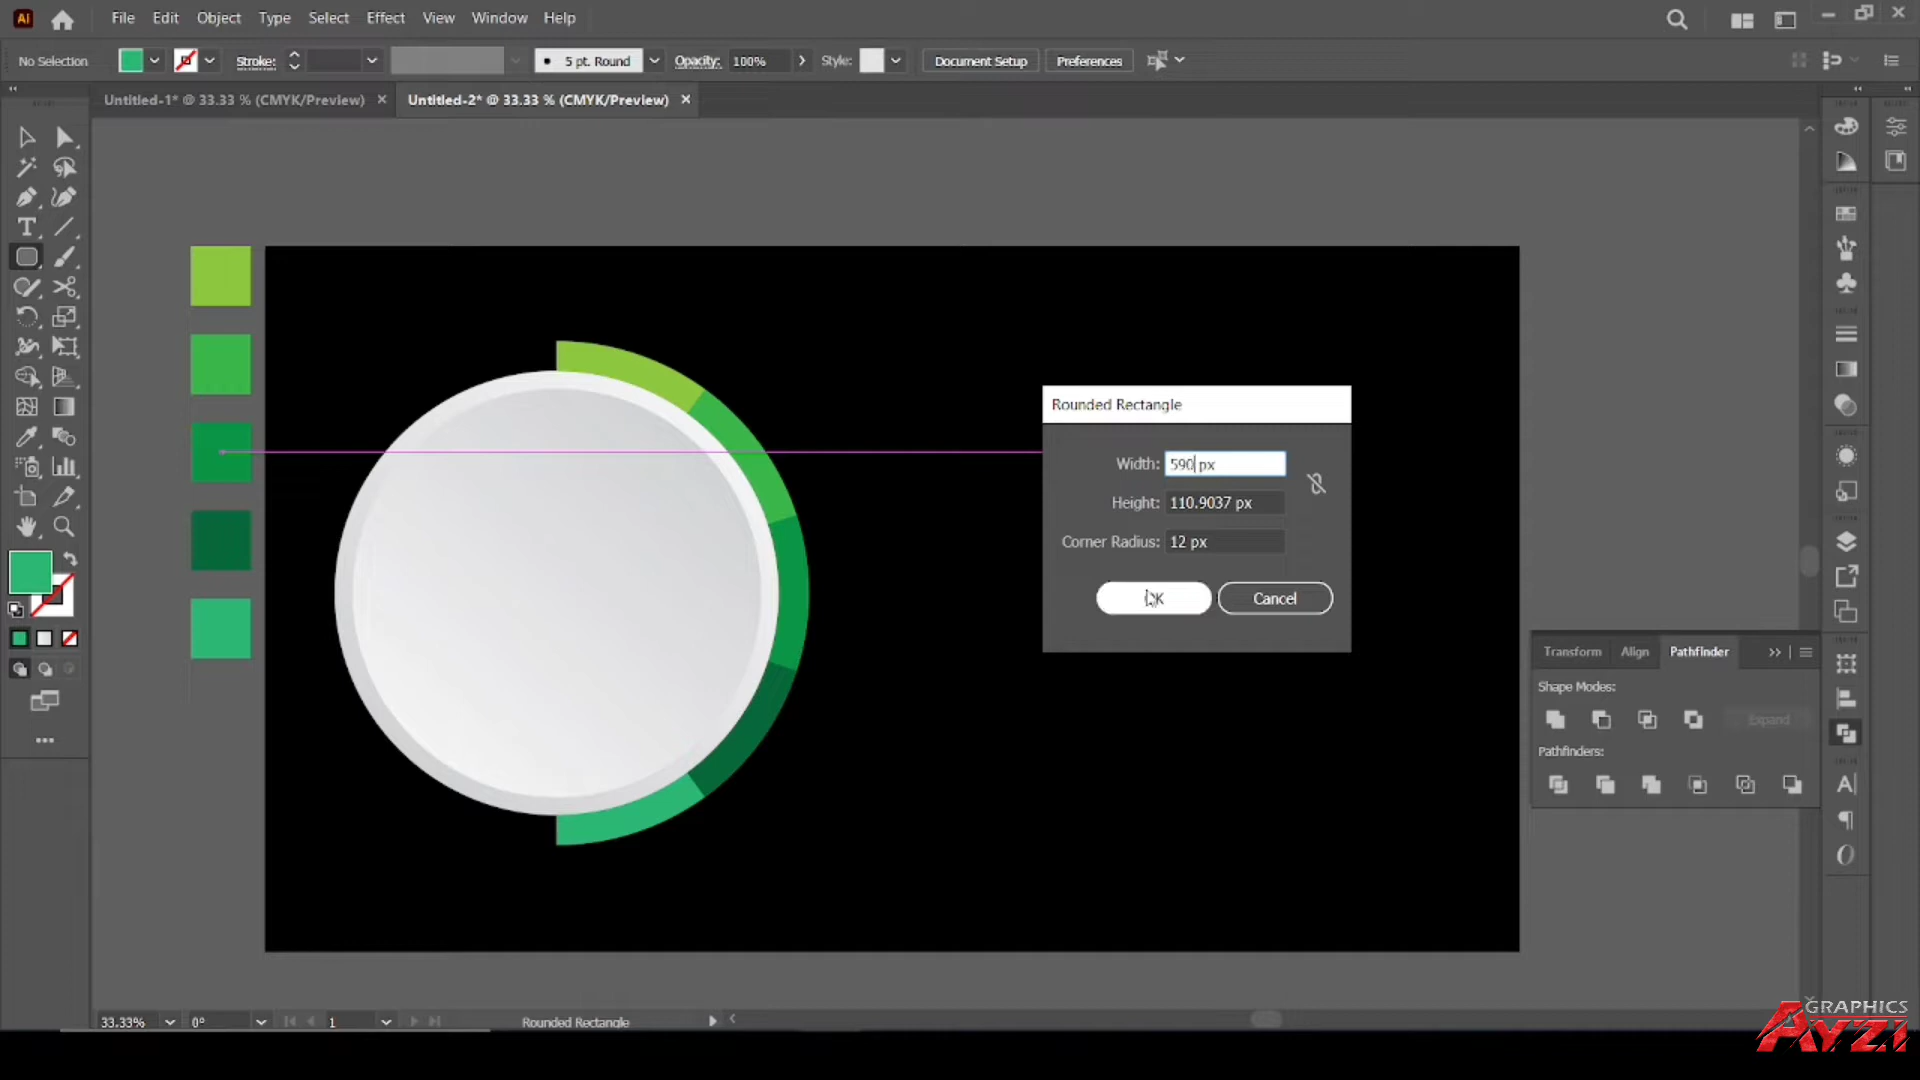 Ai File Edit Object Type Select Effect View Window Help
No Selection Stroke: 5 pt. Round Opacity: 100% Style: Document Setup Preferences
Untitled-1* @ 33.33 % (CMYK/Preview) × Untitled-2* @ 33.33 % (CMYK/Preview) ×
Rounded Rectangle
Width: 590 px
Height: 110.9037 px
Corner Radius: 12 px
OK Cancel
Transform Align Pathfinder
Shape Modes:
Expand
Pathfinders:
33.33% 0° 1 Rounded Rectangle
GRAPHICS
AYZI